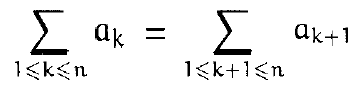 ∑_{1⩽k⩽n} a_k = ∑_{1⩽k+1⩽n} a_{k+1}